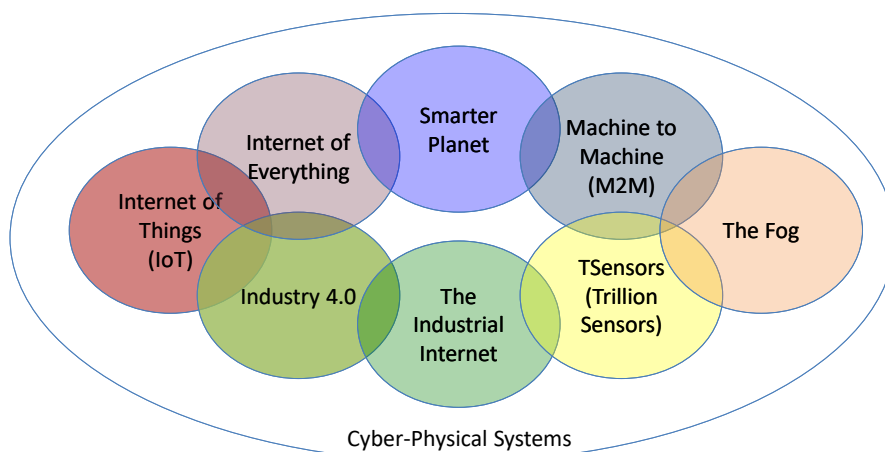 Smarter
Planet
Internet of
Everything
Machine to
Machine
(M2M)
Internet of
Things
(IoT)
The Fog
Industry 4.0
The
Industrial
Internet
TSensors
(Trillion
Sensors)
Cyber-Physical Systems